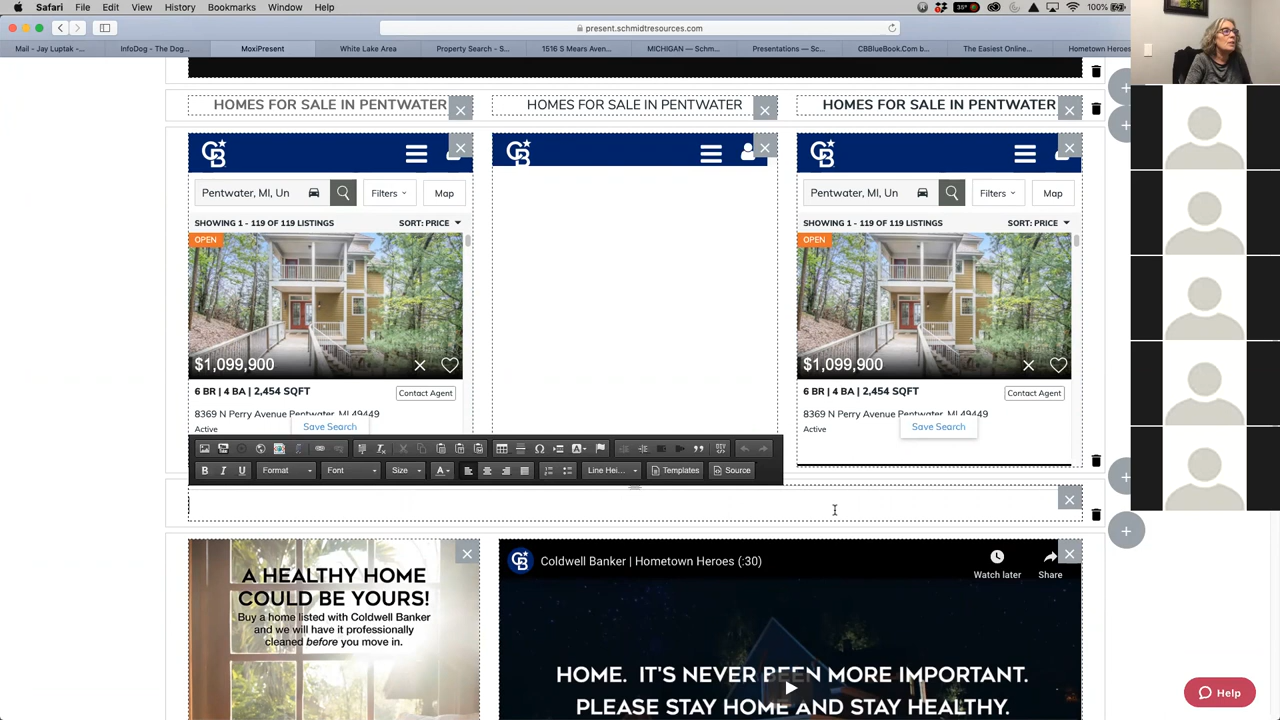 Safari File Edit View History Bookmarks Window Help
35° 100%
present.schmidtresources.com
Mail - Jay Luptak -... InfoDog - The Dog... MoxiPresent White Lake Area Property Search - S... 1516 S Mears Aven... MICHIGAN — Schm... Presentations — Sc... CBBlueBook.Com b... The Easiest Online... Hometown Heroes
HOMES FOR SALE IN PENTWATER HOMES FOR SALE IN PENTWATER HOMES FOR SALE IN PENTWATER
CB CB CB
Pentwater, MI, Un Filters Map Pentwater, MI, Un Filters Map
SHOWING 1 - 119 OF 119 LISTINGS SORT: PRICE SHOWING 1 - 119 OF 119 LISTINGS SORT: PRICE
OPEN OPEN
$1,099,900 $1,099,900
6 BR | 4 BA | 2,454 SQFT Contact Agent 6 BR | 4 BA | 2,454 SQFT Contact Agent
8369 N Perry Avenue Pentwater, MI 49449 8369 N Perry Avenue Pentwater, MI 49449
Active Save Search Active Save Search
B I U Format Font Size A Line Hei... Templates Source
A HEALTHY HOME
COULD BE YOURS!
Buy a home listed with Coldwell Banker
and we will have it professionally
cleaned before you move in.
CB Coldwell Banker | Hometown Heroes (:30)
Watch later Share
HOME. IT'S NEVER BEEN MORE IMPORTANT.
PLEASE STAY HOME AND STAY HEALTHY.
Help